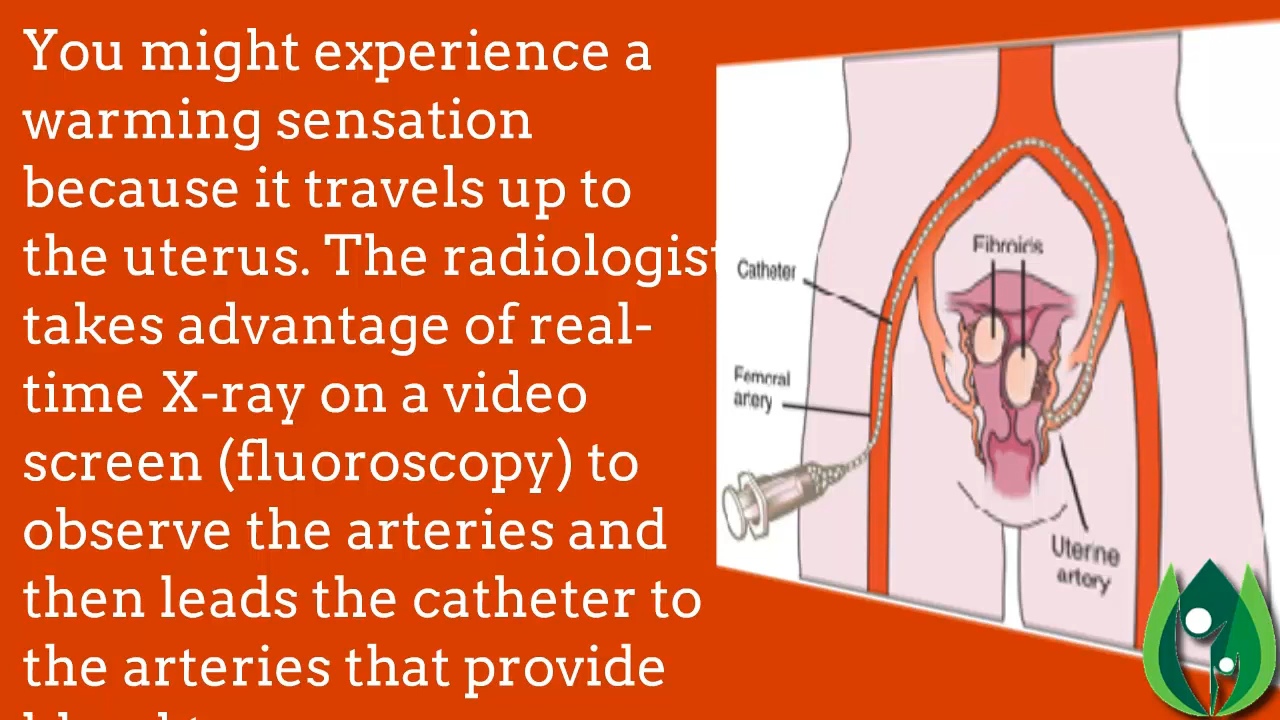 You might experience a
warming sensation
because it travels up to
the uterus. The radiologist
takes advantage of real-
time X-ray on a video
screen (fluoroscopy) to
observe the arteries and
then leads the catheter to
the arteries that provide
Fibroids
Catheter
Femoral
artery
Uterine
artery